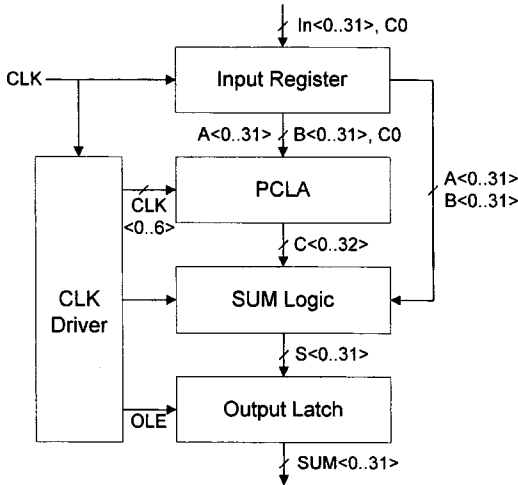 In<0..31>, C0
CLK
Input Register
A<0..31> B<0..31>, C0
A<0..31>
B<0..31>
CLK
<0..6>
PCLA
C<0..32>
CLK
Driver
SUM Logic
S<0..31>
OLE
Output Latch
SUM<0..31>